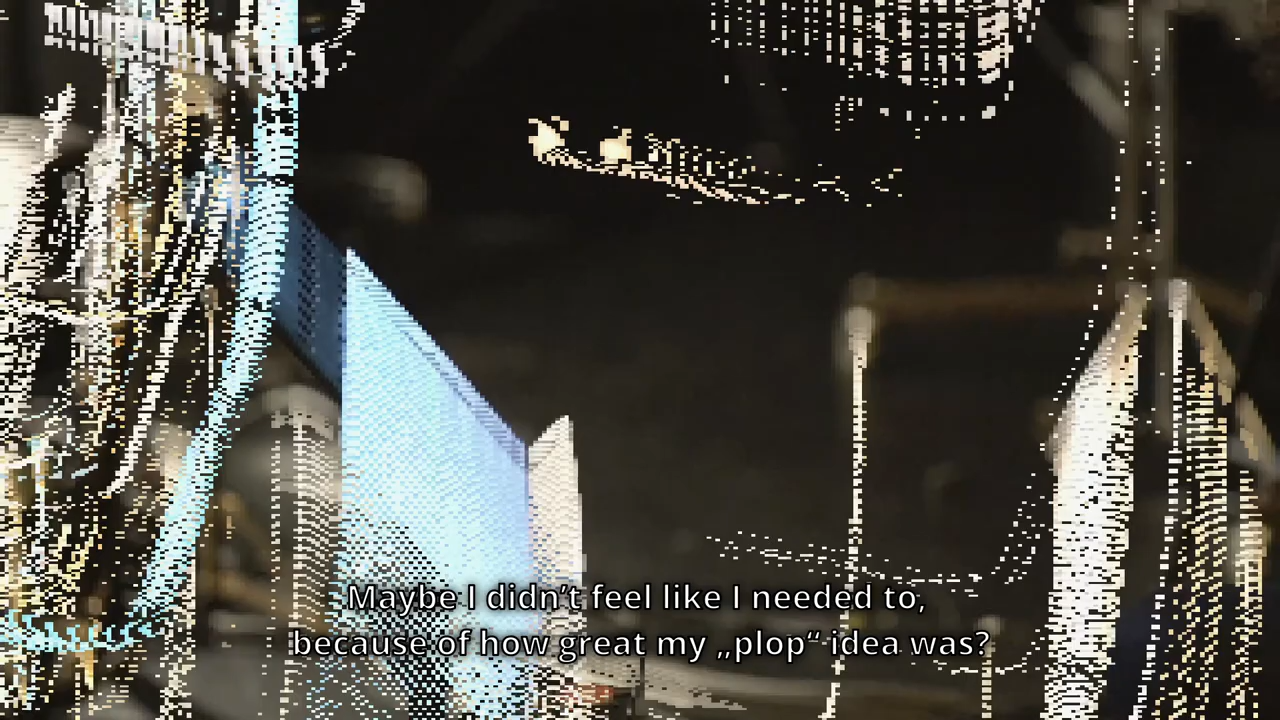 Maybe I didn’t feel like I needed to,
because of how great my „plop“ idea was?